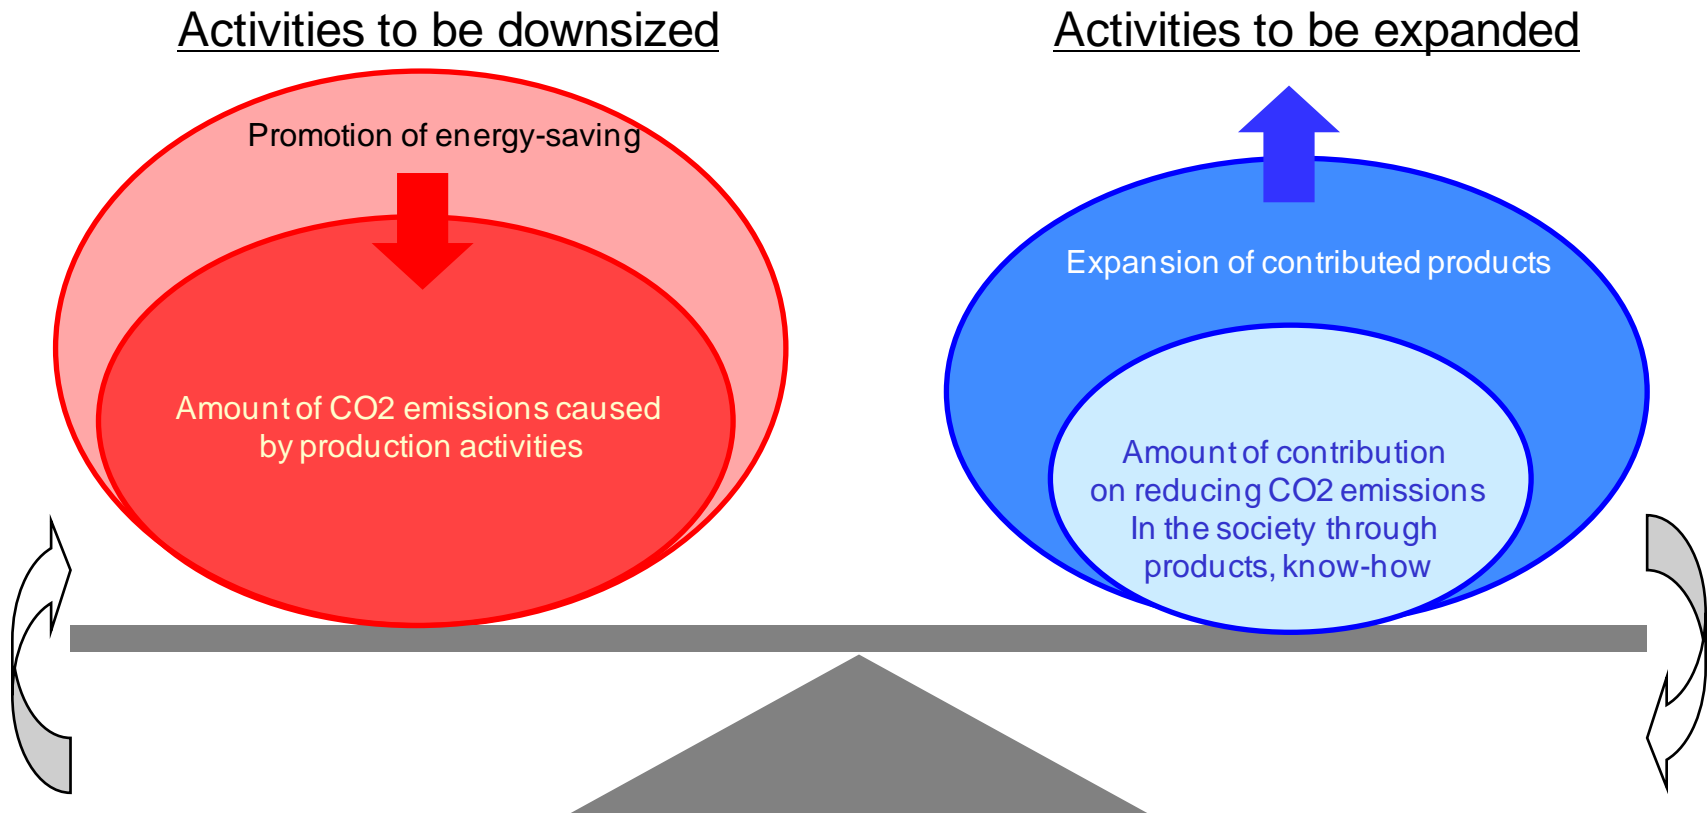 Activities to be downsized
Activities to be expanded
Promotion of energy-saving
Amount of CO2 emissions caused
by production activities
Expansion of contributed products
Amount of contribution
on reducing CO2 emissions
In the society through
products, know-how